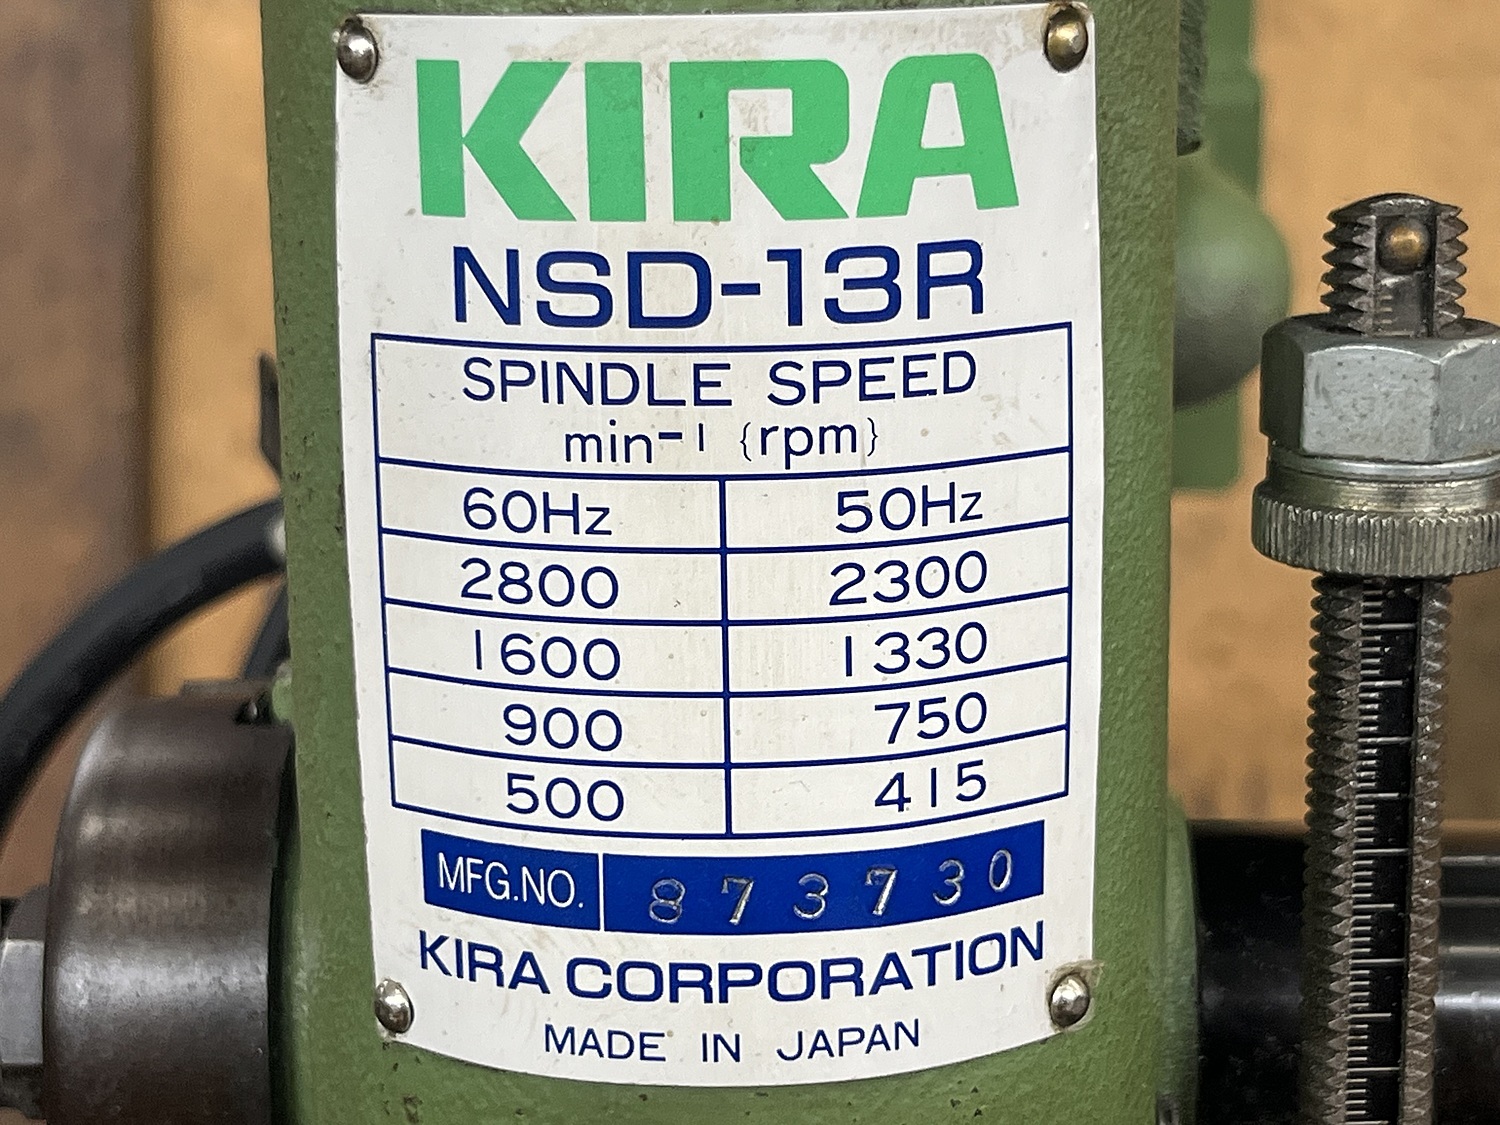 KIRA
NSD-13R
SPINDLE SPEED
min-1 {rpm}
60Hz 50Hz
2800 2300
1600 1330
900 750
500 415
MFG.NO. 873730
KIRA CORPORATION
MADE IN JAPAN